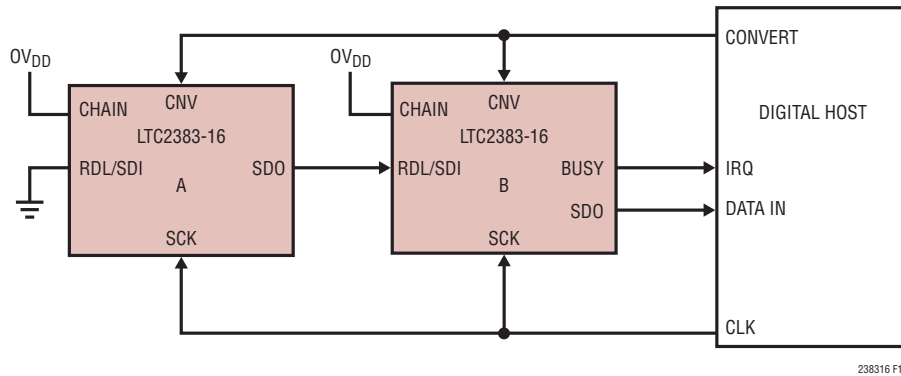 CONVERT
OVDD
OVDD
CHAIN
CNV
LTC2383-16
RDL/SDI
SDO
A
SCK
CHAIN
CNV
LTC2383-16
RDL/SDI
BUSY
B
SDO
SCK
DIGITAL HOST
IRQ
DATA IN
CLK
238316 F1